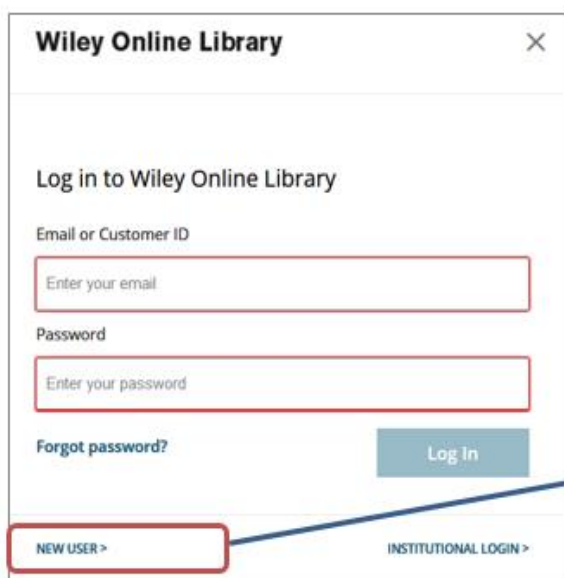 Wiley Online Library ×
Log in to Wiley Online Library
Email or Customer ID
Enter your email
Password
Enter your password
Forgot password? Log In
NEW USER > INSTITUTIONAL LOGIN >